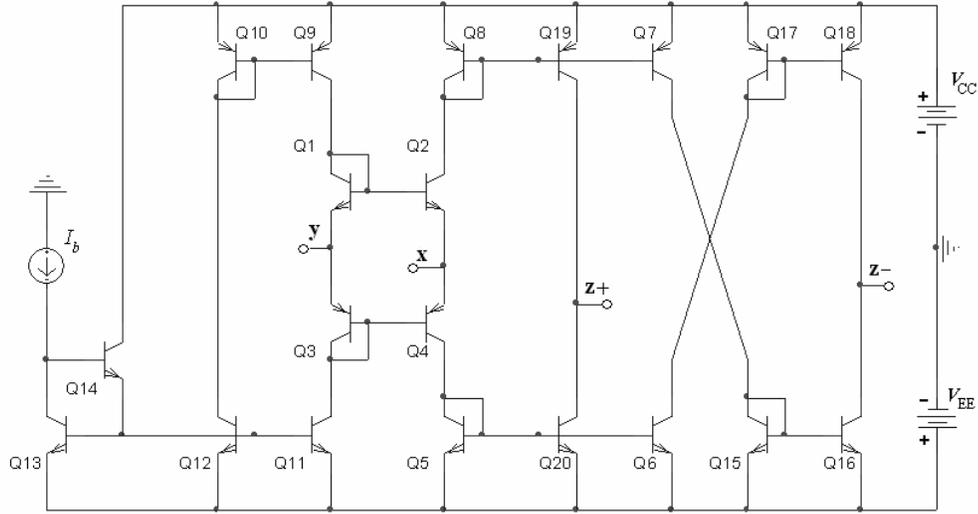 Q10 Q9 Q8 Q19 Q7 Q17 Q18
VCC
+
-
Q1 Q2
Ib
y
x
z+
z−
Q3 Q4
Q14
-
VEE
+
Q13 Q12 Q11 Q5 Q20 Q6 Q15 Q16